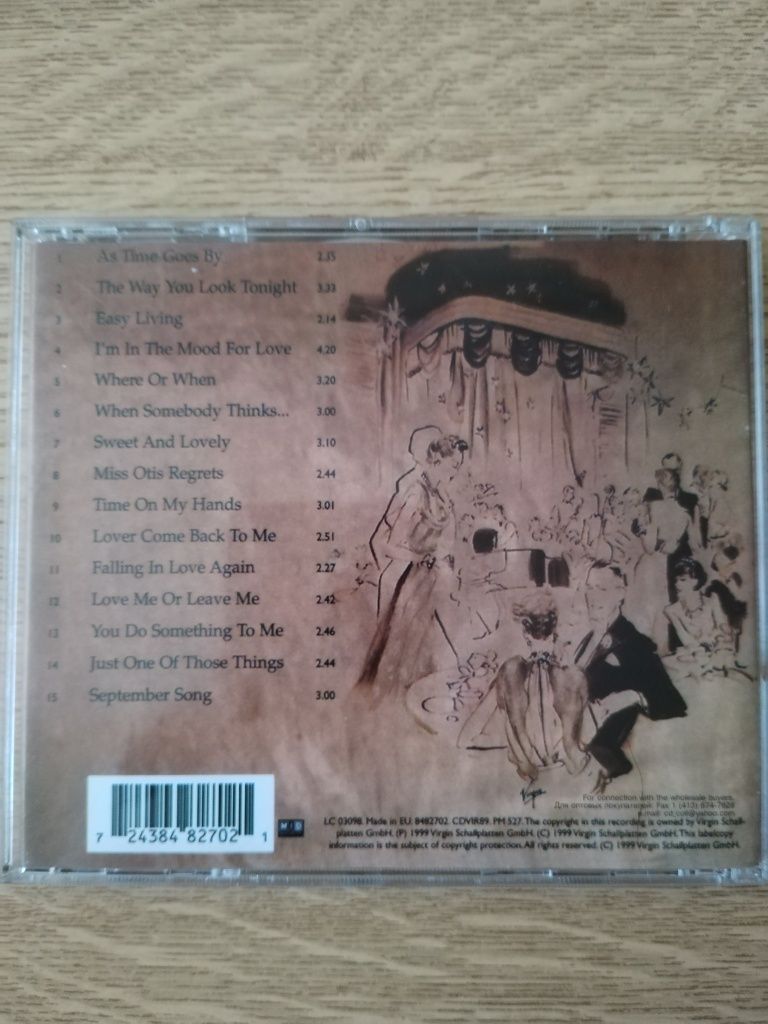 1 As Time Goes By 2.35
2 The Way You Look Tonight 3.33
3 Easy Living 2.14
4 I'm In The Mood For Love 4.20
5 Where Or When 3.20
6 When Somebody Thinks... 3.00
7 Sweet And Lovely 3.10
8 Miss Otis Regrets 2.44
9 Time On My Hands 3.01
10 Lover Come Back To Me 2.51
11 Falling In Love Again 2.27
12 Love Me Or Leave Me 2.42
13 You Do Something To Me 2.46
14 Just One Of Those Things 2.44
15 September Song 3.00
For connection with the wholesale buyers.
Для оптовых покупателей: Fax 1 (413) 674-7628
e.mail: cd_coll@yahoo.com
7 24384 82702 1
LC 03098. Made in EU. 8482702. CDVIR89. PM 527. The copyright in this recording is owned by Virgin Schall-
platten GmbH. (P) 1999 Virgin Schallplatten GmbH. (C) 1999 Virgin Schallplatten GmbH. This labelcopy
information is the subject of copyright protection. All rights reserved. (C) 1999 Virgin Schallplatten GmbH.